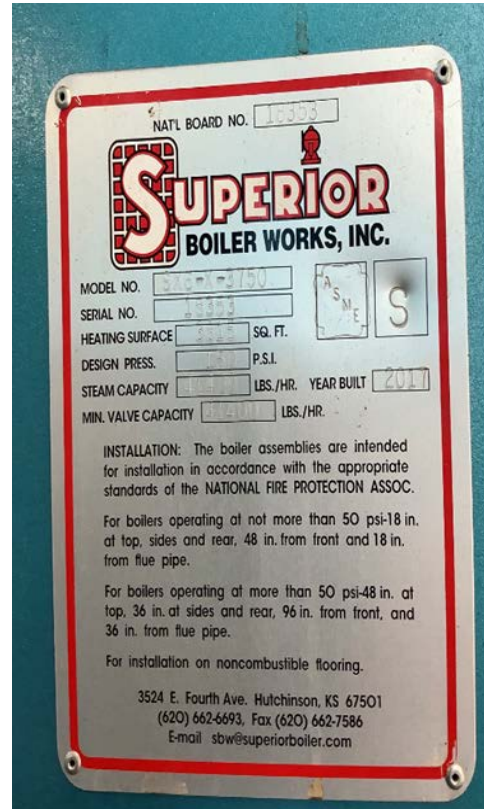 NAT'L BOARD NO. 18353
SUPERIOR
BOILER WORKS, INC.
MODEL NO.
SERIAL NO. 18353
HEATING SURFACE SQ. FT.
DESIGN PRESS. P.S.I.
STEAM CAPACITY LBS./HR. YEAR BUILT 2017
MIN. VALVE CAPACITY LBS./HR.
ASME
S
INSTALLATION: The boiler assemblies are intended
for installation in accordance with the appropriate
standards of the NATIONAL FIRE PROTECTION ASSOC.
For boilers operating at not more than 50 psi-18 in.
at top, sides and rear, 48 in. from front and 18 in.
from flue pipe.
For boilers operating at more than 50 psi-48 in. at
top, 36 in. at sides and rear, 96 in. from front, and
36 in. from flue pipe.
For installation on noncombustible flooring.
3524 E. Fourth Ave. Hutchinson, KS 67501
(620) 662-6693, Fax (620) 662-7586
E-mail sbw@superiorboiler.com